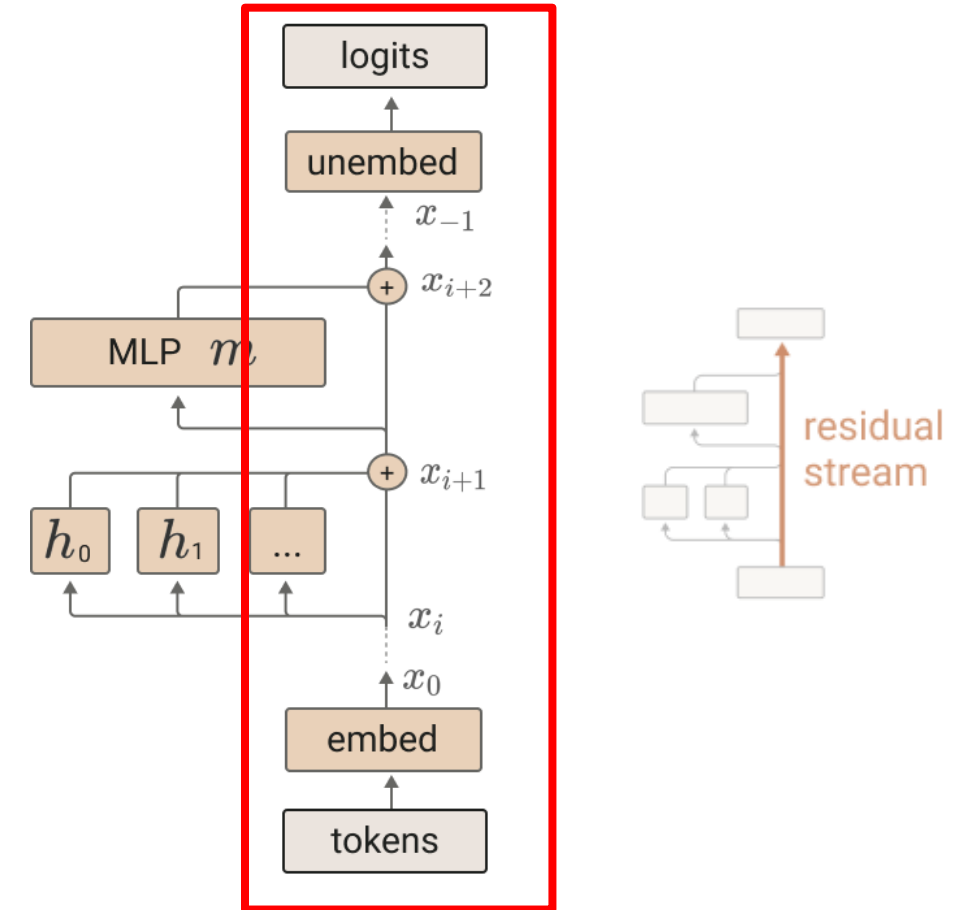 logits
unembed
x₋₁
x_{i+2}
+
MLP m
x_{i+1}
+
h₀ h₁ ...
x_i
x₀
embed
tokens
residual
stream